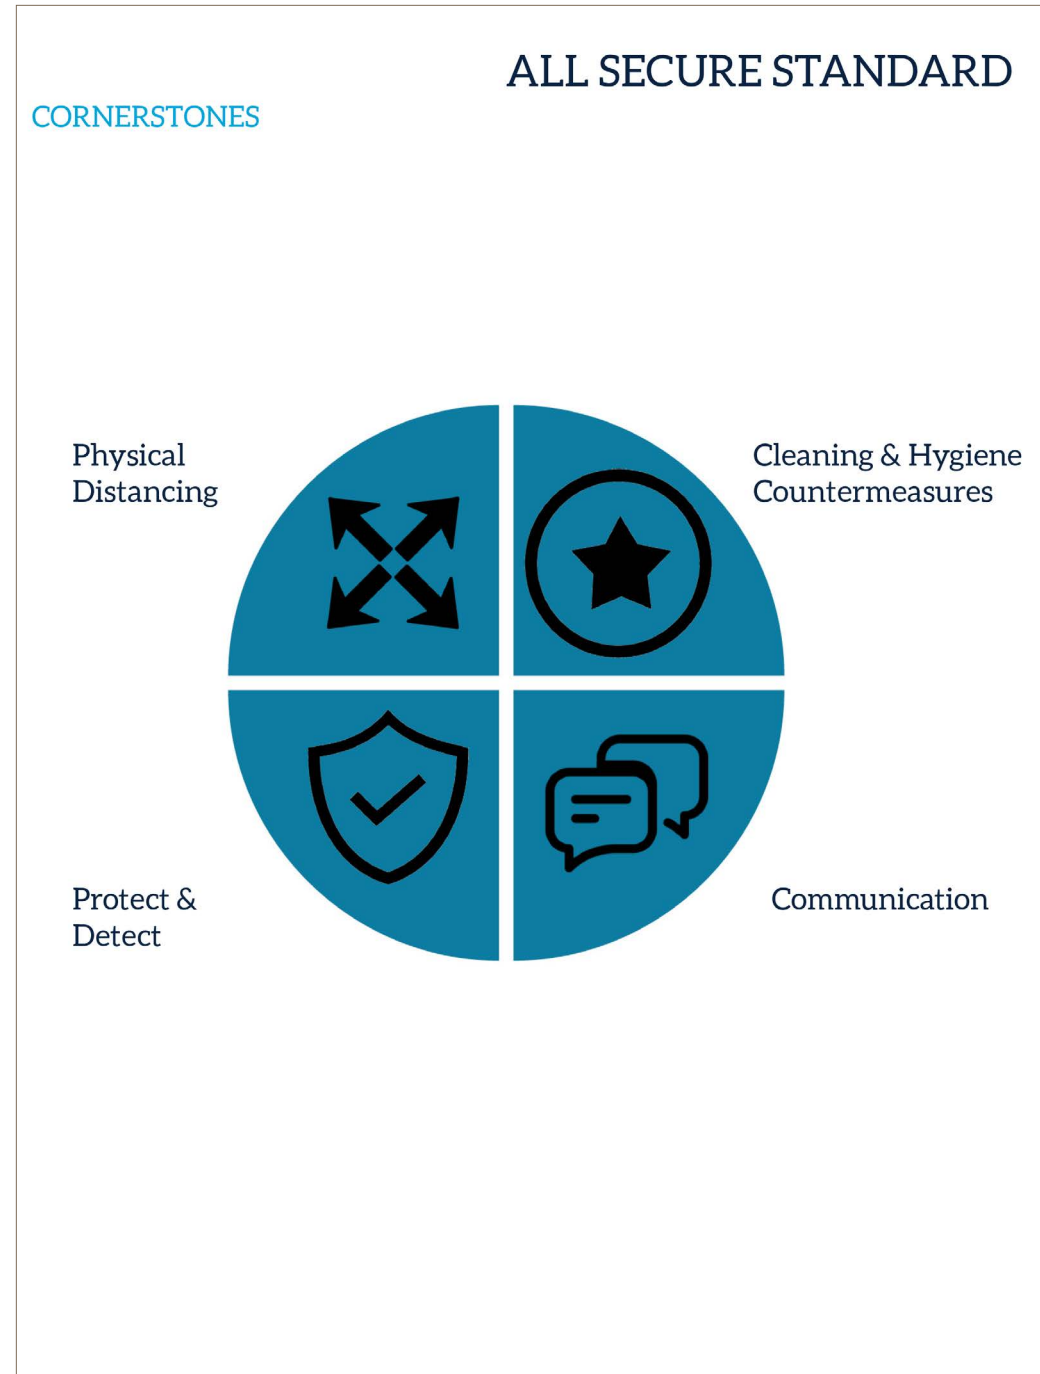 ALL SECURE STANDARD
CORNERSTONES
Physical
Distancing
Cleaning & Hygiene
Countermeasures
Protect &
Detect
Communication